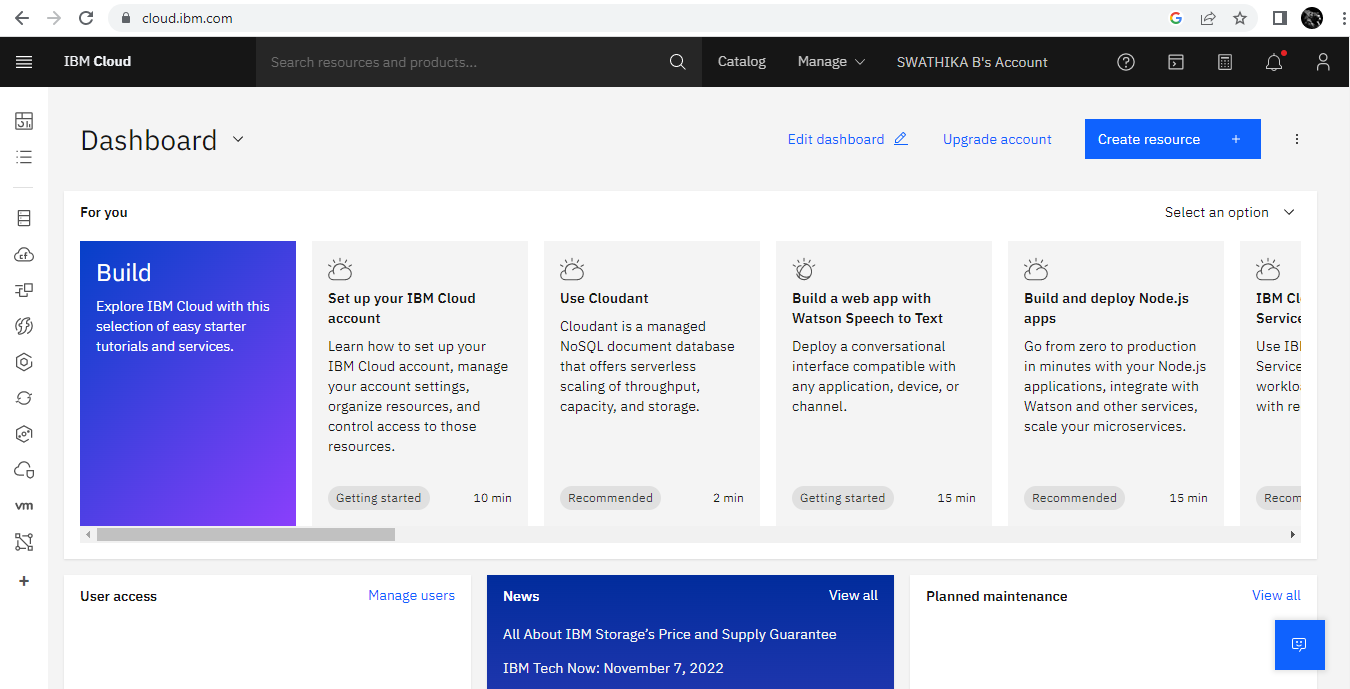 cloud.ibm.com
IBM Cloud
Search resources and products...
Catalog
Manage
SWATHIKA B's Account
Dashboard
Edit dashboard
Upgrade account
Create resource +
For you
Select an option
Build
Explore IBM Cloud with this
selection of easy starter
tutorials and services.
Set up your IBM Cloud
account
Learn how to set up your
IBM Cloud account, manage
your account settings,
organize resources, and
control access to those
resources.
Getting started
10 min
Use Cloudant
Cloudant is a managed
NoSQL document database
that offers serverless
scaling of throughput,
capacity, and storage.
Recommended
2 min
Build a web app with
Watson Speech to Text
Deploy a conversational
interface compatible with
any application, device, or
channel.
Getting started
15 min
Build and deploy Node.js
apps
Go from zero to production
in minutes with your Node.js
applications, integrate with
Watson and other services,
scale your microservices.
Recommended
15 min
IBM Cl
Service
Use IB
Service
worklo
with re
Recom
cf
vm
+
User access
Manage users
News
View all
All About IBM Storage's Price and Supply Guarantee
IBM Tech Now: November 7, 2022
Planned maintenance
View all